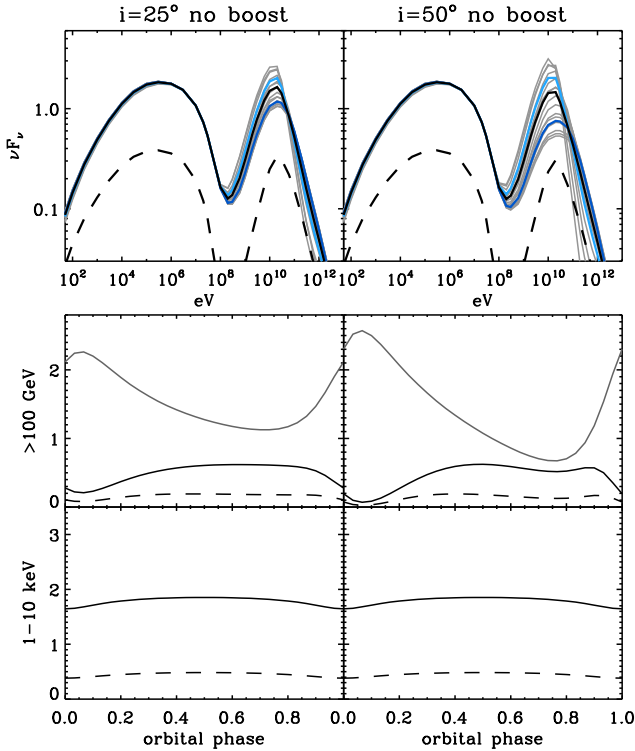 i=25° no boost i=50° no boost
νFν
1.0
0.1
10² 10⁴ 10⁶ 10⁸ 10¹⁰ 10¹² 10² 10⁴ 10⁶ 10⁸ 10¹⁰ 10¹²
eV eV
>100 GeV
2
1
0
1−10 keV
3
2
1
0
0.0 0.2 0.4 0.6 0.8 0.0 0.2 0.4 0.6 0.8 1.0
orbital phase orbital phase